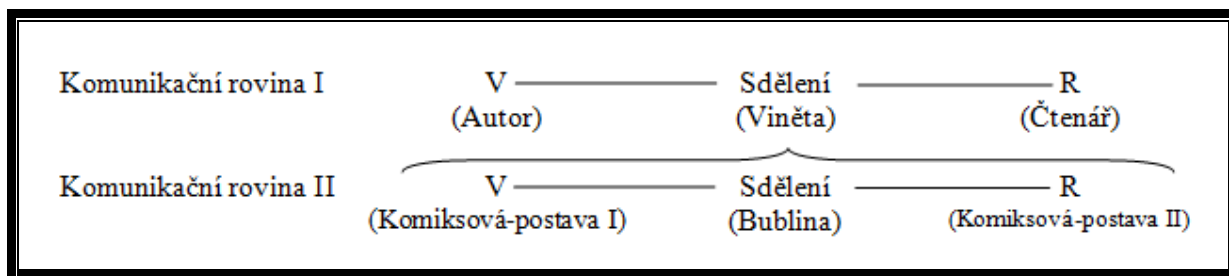 Komunikační rovina I V Sdělení R
(Autor) (Viněta) (Čtenář)
Komunikační rovina II V Sdělení R
(Komiksová-postava I) (Bublina) (Komiksová-postava II)